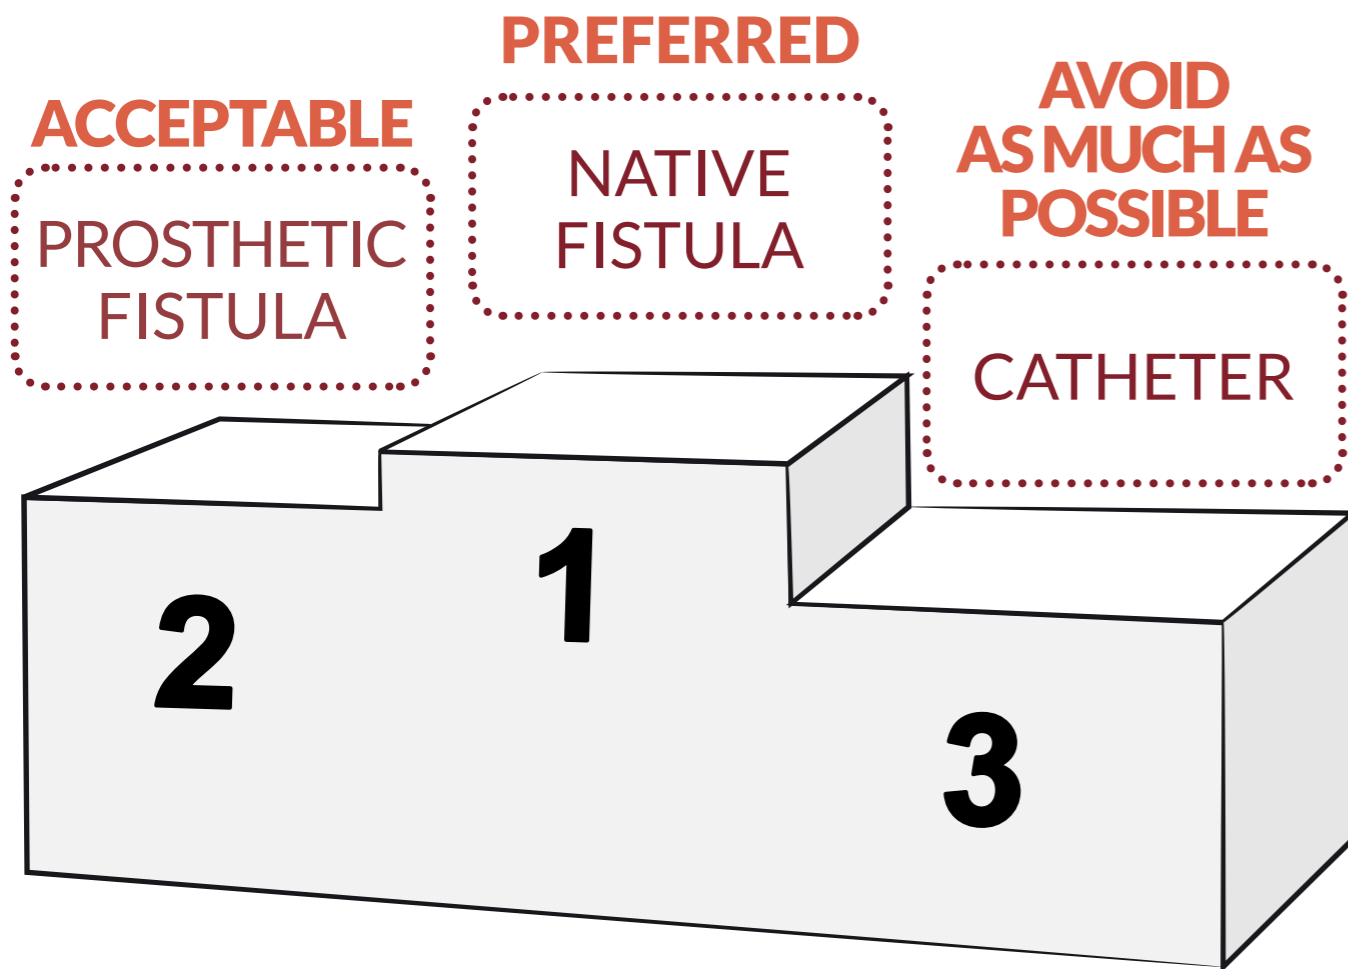 ACCEPTABLE
PROSTHETIC
FISTULA
PREFERRED
NATIVE
FISTULA
AVOID
AS MUCH AS
POSSIBLE
CATHETER
2
1
3